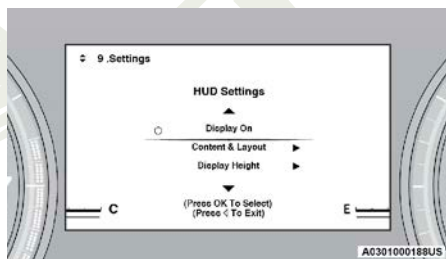 9 .Settings
HUD Settings
Display On
Content & Layout
Display Height
(Press OK To Select)
(Press < To Exit)
C
E
A0301000188US